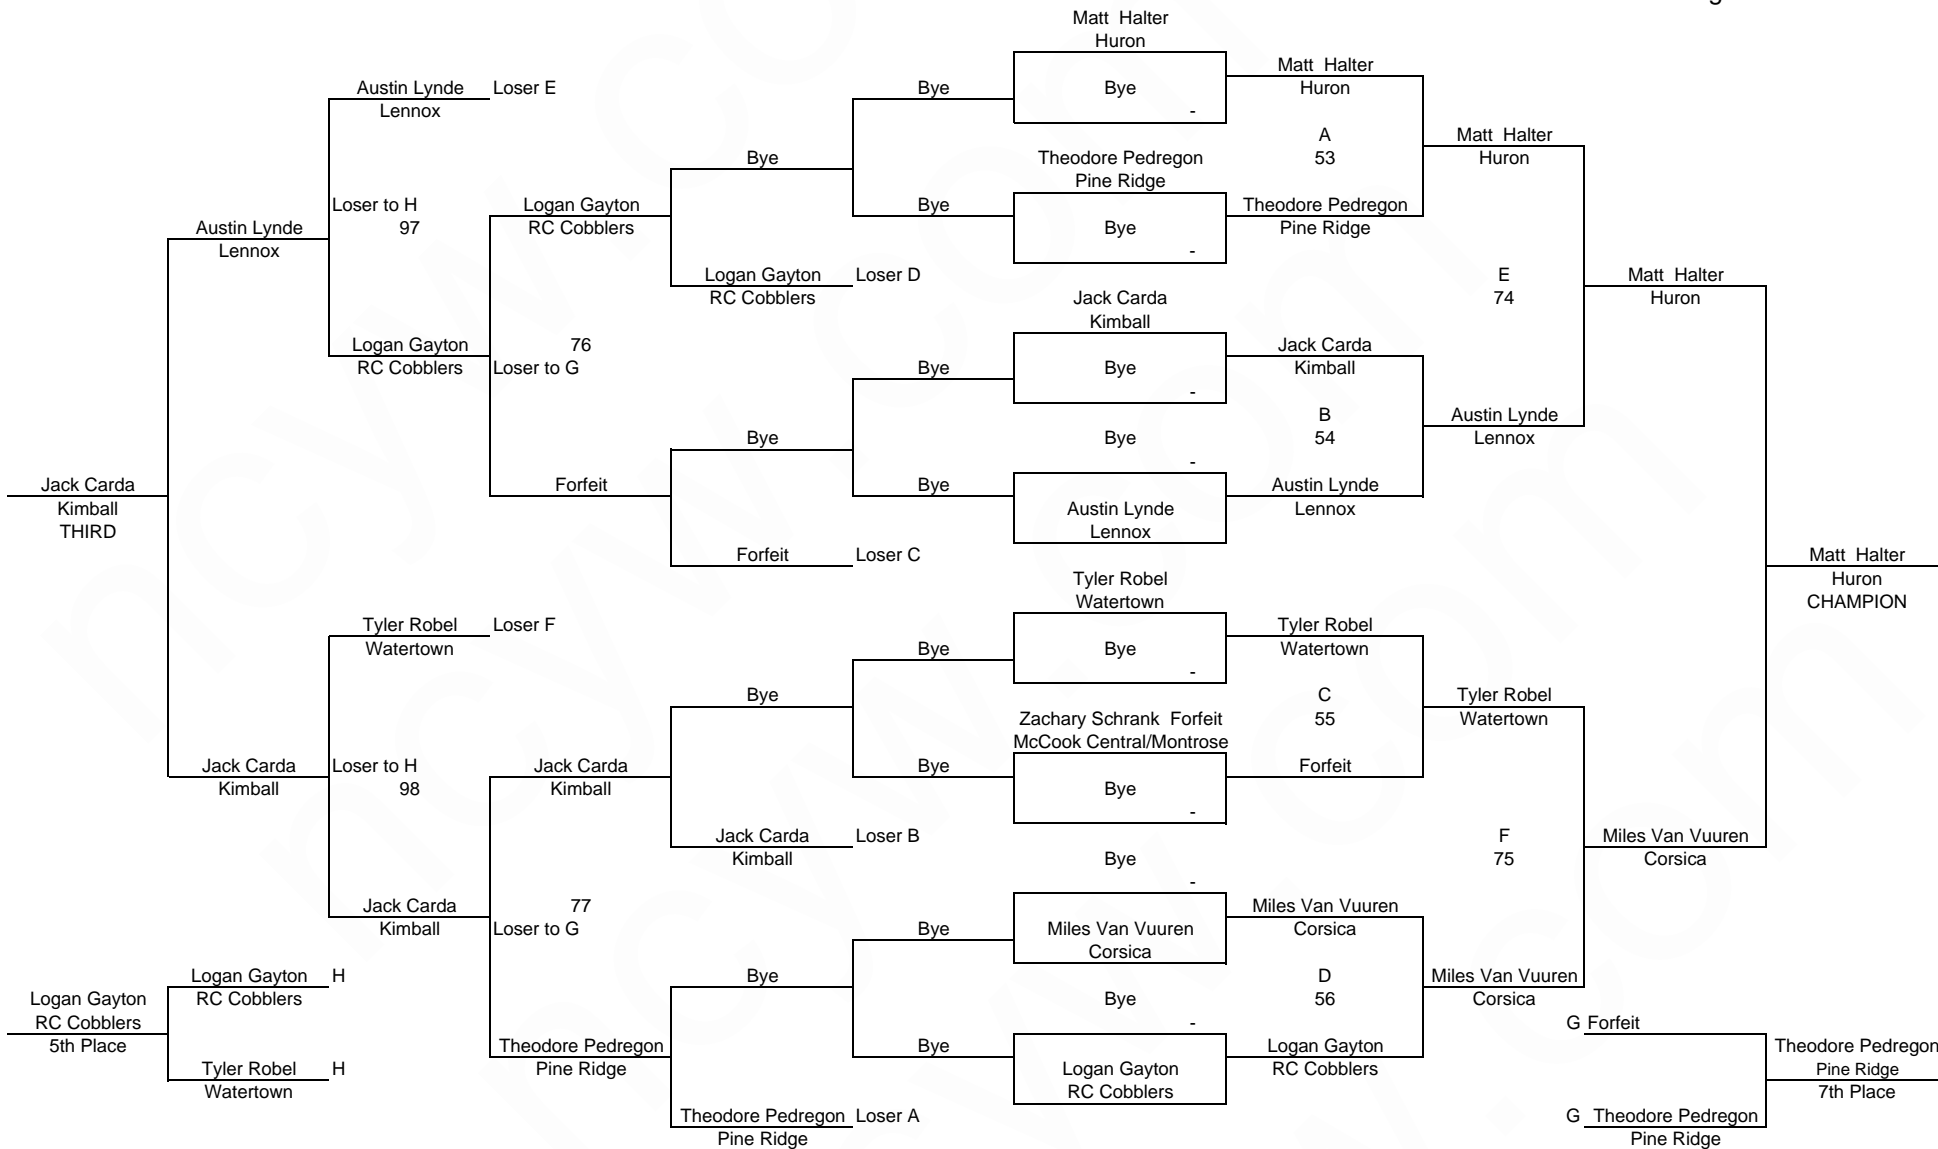 g
Matt  Halter
Huron
Austin Lynde Loser E
Lennox
Bye
Bye
-
Matt  Halter
Huron
A
53
Matt  Halter
Huron
Bye
Theodore Pedregon
Pine Ridge
Loser to H
97
Logan Gayton
RC Cobblers
Bye
Bye
-
Theodore Pedregon
Pine Ridge
Austin Lynde
Lennox
Logan Gayton Loser D
RC Cobblers
E
74
Matt  Halter
Huron
Jack Carda
Kimball
Logan Gayton
RC Cobblers
76
Loser to G
Bye
Bye
-
Jack Carda
Kimball
B
54
Austin Lynde
Lennox
Bye
Bye
-
Jack Carda
Kimball
THIRD
Forfeit
Bye
Austin Lynde
Lennox
Austin Lynde
Lennox
Forfeit Loser C
Matt  Halter
Huron
CHAMPION
Tyler Robel
Watertown
Tyler Robel Loser F
Watertown
Bye
Bye
-
Tyler Robel
Watertown
Bye
C
55
Tyler Robel
Watertown
Zachary Schrank  Forfeit
McCook Central/Montrose
Jack Carda
Kimball
Loser to H
98
Jack Carda
Kimball
Bye
Bye
-
Forfeit
Jack Carda Loser B
Kimball
Bye
-
F
75
Miles Van Vuuren
Corsica
Jack Carda
Kimball
77
Loser to G
Bye
Miles Van Vuuren
Corsica
Miles Van Vuuren
Corsica
Logan Gayton H
RC Cobblers
Bye
Bye
-
D
56
Miles Van Vuuren
Corsica
Logan Gayton
RC Cobblers
5th Place
Theodore Pedregon
Pine Ridge
Bye
Logan Gayton
RC Cobblers
Logan Gayton
RC Cobblers
G Forfeit
Theodore Pedregon
Pine Ridge
7th Place
Tyler Robel H
Watertown
Theodore Pedregon Loser A
Pine Ridge
G Theodore Pedregon
Pine Ridge